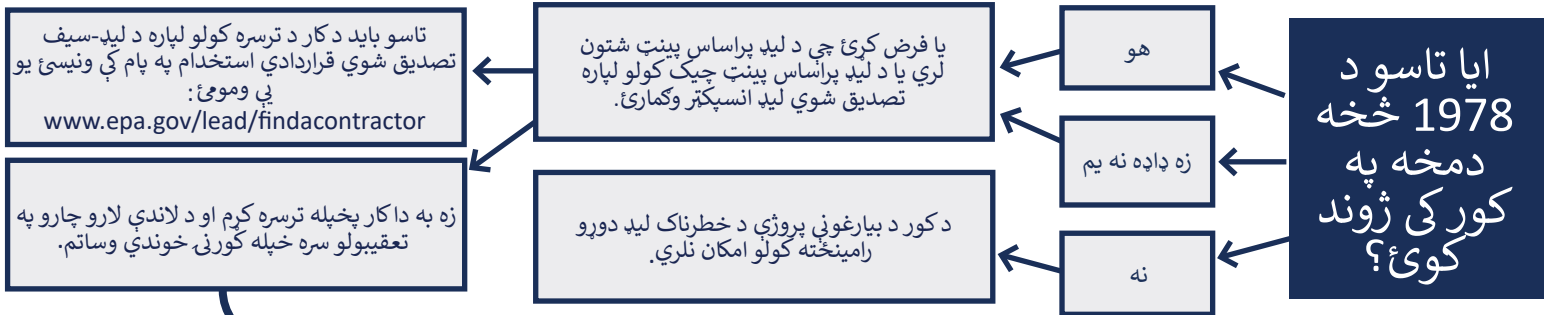 ایا تاسو د
1978 څخه
دمخه په
کور کې ژوند
کوئ؟
هو
زه ډاډه نه یم
نه
یا فرض کړئ چې د لیډ پراساس پینټ شتون
لري یا د لیډ پراساس پینټ چیک کولو لپاره
تصدیق شوي لیډ انسپکټر وګمارئ.
د کور د بیارغونې پروژې د خطرناک لیډ دوړو
رامینځته کولو امکان نلري.
تاسو باید د کار د ترسره کولو لپاره د لیډ-سیف
تصدیق شوي قراردادي استخدام په پام کې ونیسئ یو
یې ومومئ:
www.epa.gov/lead/findacontractor
زه به دا کار پخپله ترسره کړم او د لاندې لارو چارو په
تعقیبولو سره خپله کورنۍ خوندي وساتم.